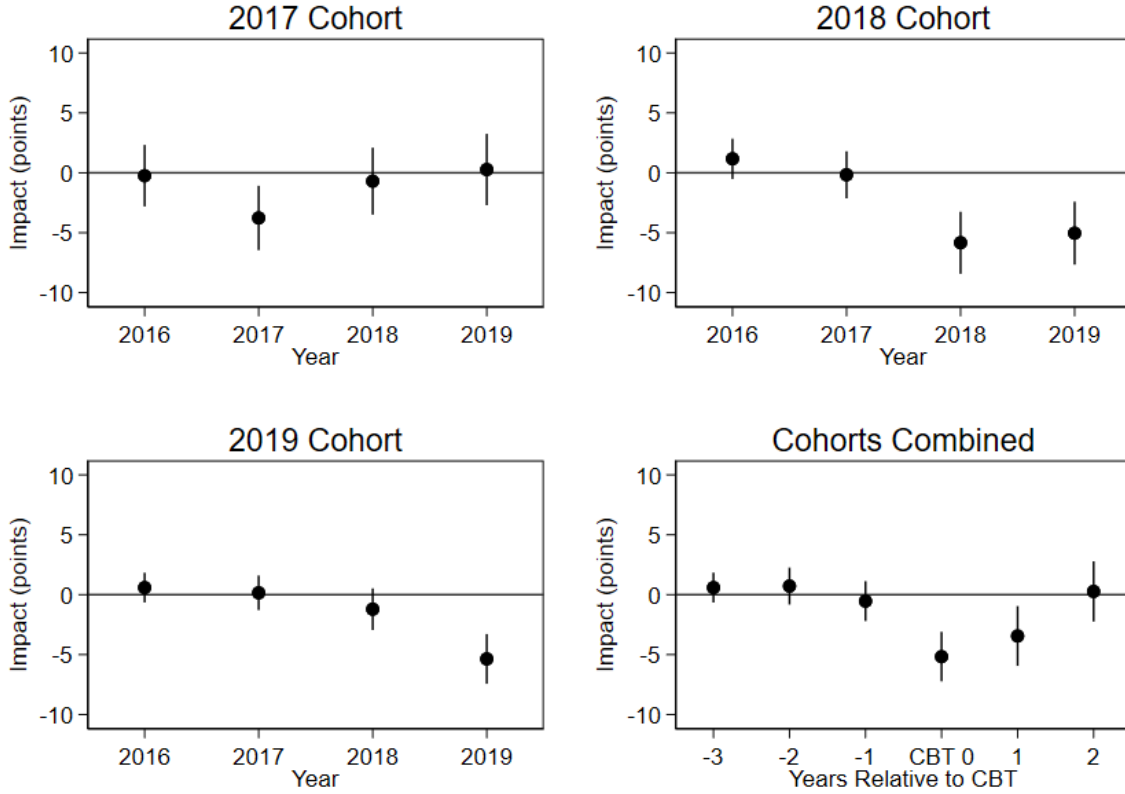 2017 Cohort
Impact (points)
10
5
0
-5
-10
2016 2017 2018 2019
Year
2018 Cohort
Impact (points)
10
5
0
-5
-10
2016 2017 2018 2019
Year
2019 Cohort
Impact (points)
10
5
0
-5
-10
2016 2017 2018 2019
Year
Cohorts Combined
Impact (points)
10
5
0
-5
-10
-3 -2 -1 CBT 0 1 2
Years Relative to CBT